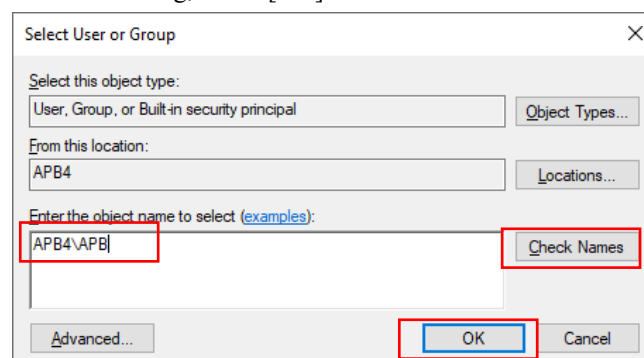 Select User or Group
Select this object type:
User, Group, or Built-in security principal
Object Types...
From this location:
APB4
Locations...
Enter the object name to select (examples):
APB4\APB
Check Names
Advanced...
OK
Cancel